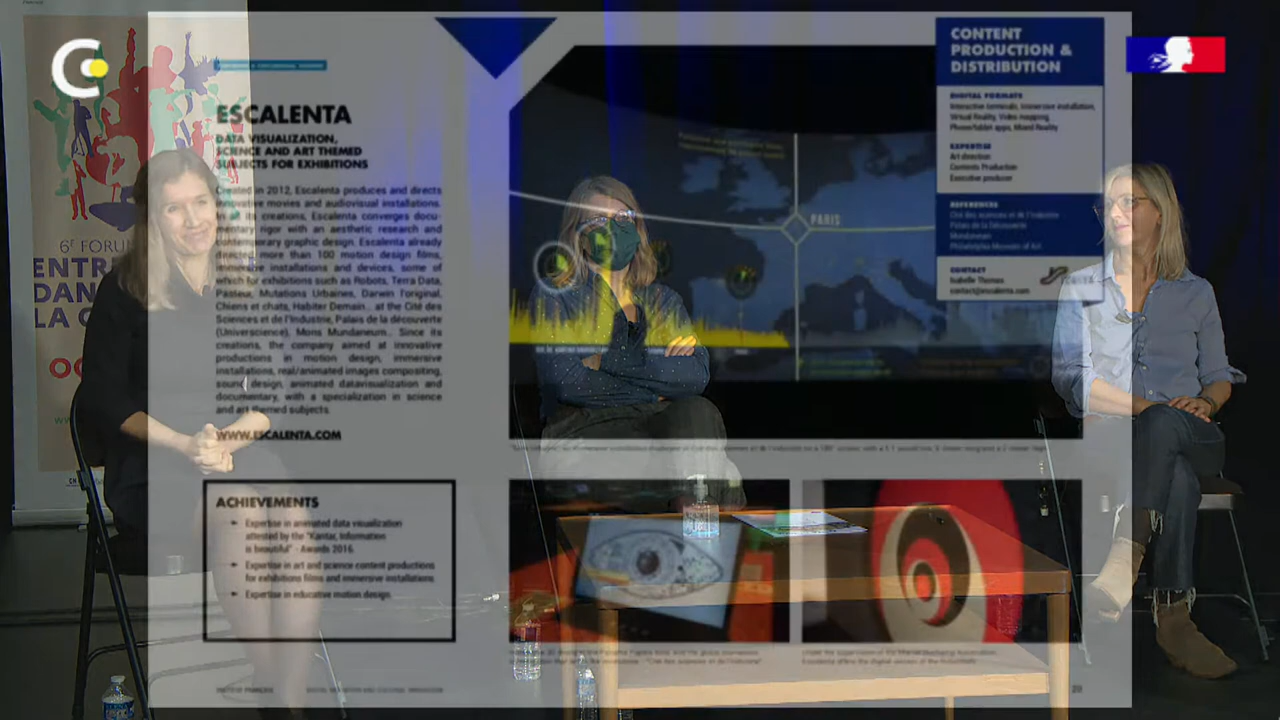 6E FORUM
ENTRE
DAN
LA C
ESCALENTA
DATA VISUALIZATION,
SCIENCE AND ART THEMED
SUBJECTS FOR EXHIBITIONS
Created in 2012, Escalenta produces and directs
innovative movies and audiovisual installations.
In all its creations, Escalenta converges docu-
mentary rigor with an aesthetic research and
contemporary graphic design. Escalenta already
directed more than 100 motion design films,
immersive installations and devices, some of
which for exhibitions such as Robots, Terra Data,
Pasteur, Mutations Urbaines, Darwin l'original,
Chiens et chats, Habiter Demain... at the Cité des
Sciences et de l'Industrie, Palais de la découverte
(Universcience), Mons Mundaneum... Since its
creations, the company aimed at innovative
productions in motion design, immersive
installations, real/animated images compositing,
sound design, animated datavisualization and
documentary, with a specialization in science
and art themed subjects.
WWW.ESCALENTA.COM
ACHIEVEMENTS
Expertise in animated data visualization
attested by the "Kantar, Information
is beautiful" - Awards 2016.
Expertise in art and science content productions
for exhibitions films and immersive installations.
Expertise in educative motion design.
PARIS
CONTENT
PRODUCTION &
DISTRIBUTION
DIGITAL FORMATS
Interactive terminals, Immersive installation,
Virtual Reality, Video mapping,
Phone/tablet apps, Mixed Reality
EXPERTISE
Art direction
Contents Production
Executive producer
REFERENCES
Cité des sciences et de l'industrie
Palais de la Découverte
Mundaneum
Philadelphia Museum of Art
CONTACT
Isabelle Thomas
contact@escalenta.com
29